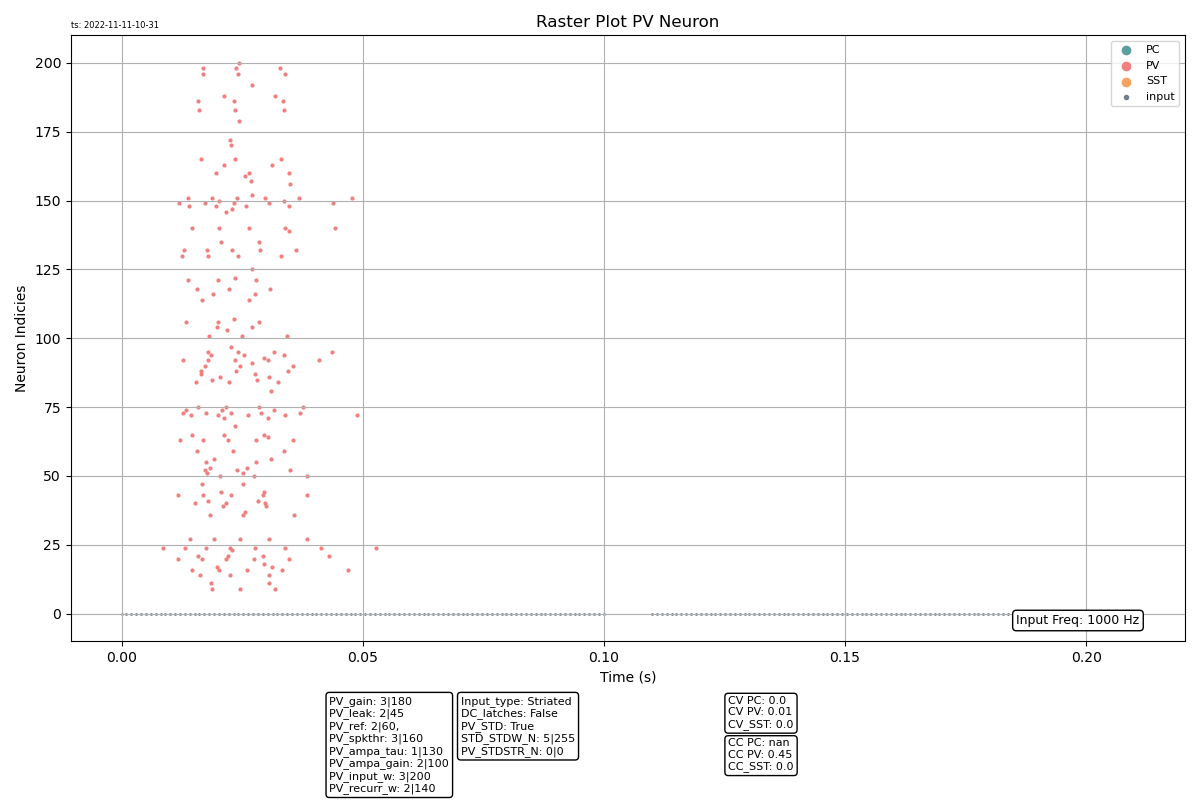 ts: 2022-11-11-10-31
Raster Plot PV Neuron
PC
PV
SST
input
200
175
150
125
100
75
50
25
0
Neuron Indicies
Input Freq: 1000 Hz
0.00
0.05
0.10
0.15
0.20
Time (s)
PV_gain: 3|180
PV_leak: 2|45
PV_ref: 2|60,
PV_spkthr: 3|160
PV_ampa_tau: 1|130
PV_ampa_gain: 2|100
PV_input_w: 3|200
PV_recurr_w: 2|140
Input_type: Striated
DC_latches: False
PV_STD: True
STD_STDW_N: 5|255
PV_STDSTR_N: 0|0
CV PC: 0.0
CV PV: 0.01
CV_SST: 0.0
CC PC: nan
CC PV: 0.45
CC_SST: 0.0